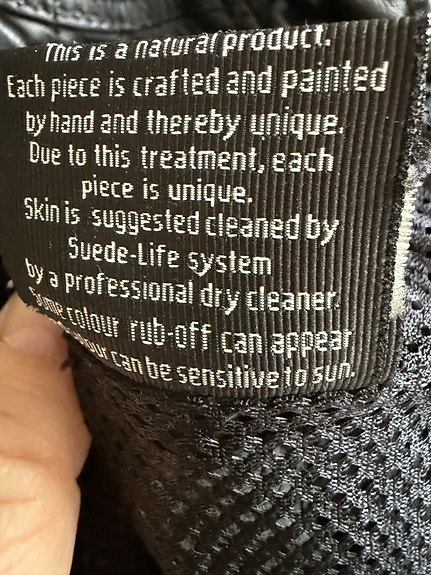 This is a natural product.
Each piece is crafted and painted
by hand and thereby unique.
Due to this treatment, each
piece is unique.
Skin is suggested cleaned by
Suede-Life system
by a professional dry cleaner.
Some colour rub-off can appear
colour can be sensitive to sun.